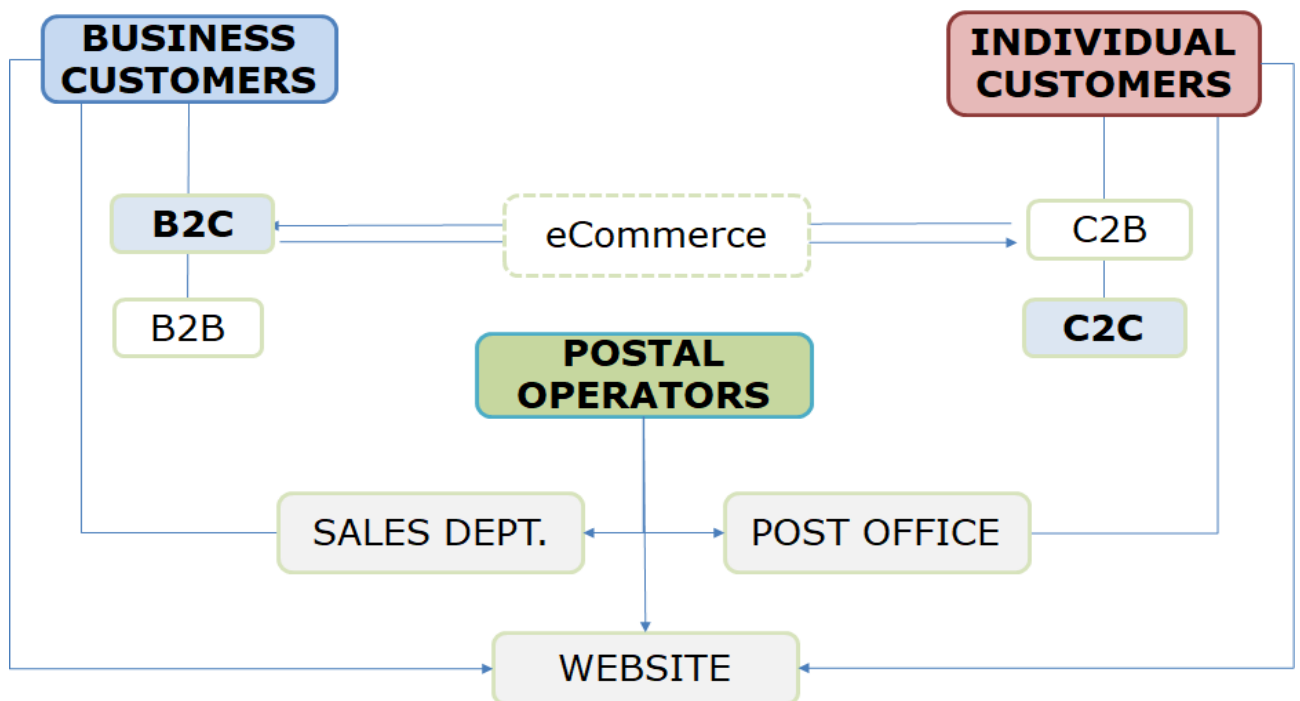 BUSINESS
CUSTOMERS
INDIVIDUAL
CUSTOMERS
B2C
eCommerce
C2B
B2B
C2C
POSTAL
OPERATORS
SALES DEPT.
POST OFFICE
WEBSITE